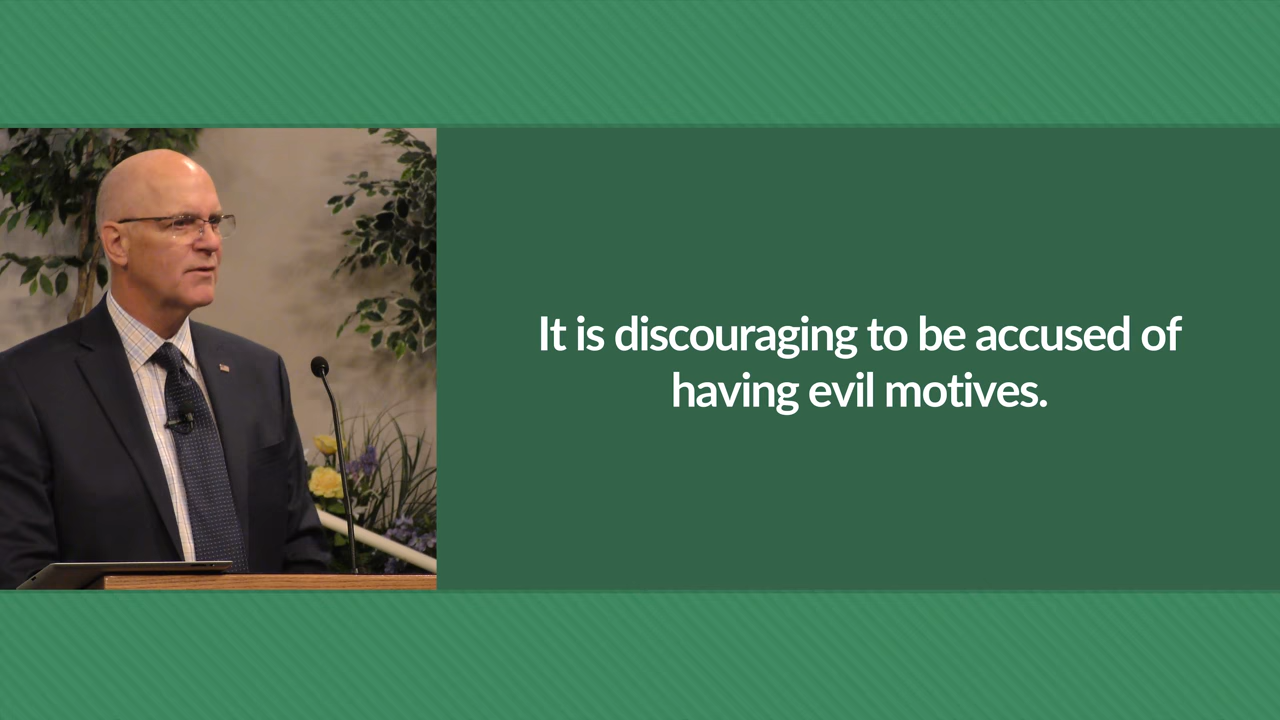 It is discouraging to be accused of
having evil motives.